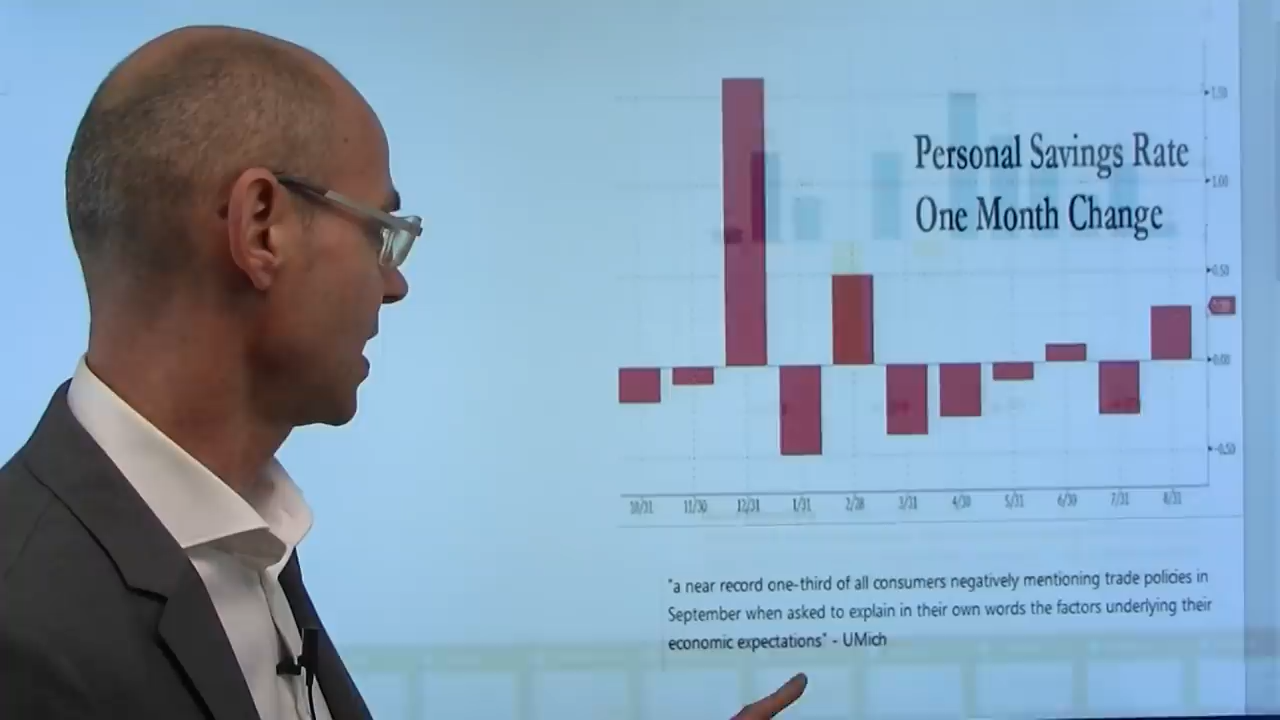 Personal Savings Rate
One Month Change
1.50
1.00
0.50
0.00
-0.50
10/31 11/30 12/31 1/31 2/28 3/31 4/30 5/31 6/30 7/31 8/31
"a near record one-third of all consumers negatively mentioning trade policies in
September when asked to explain in their own words the factors underlying their
economic expectations" - UMich